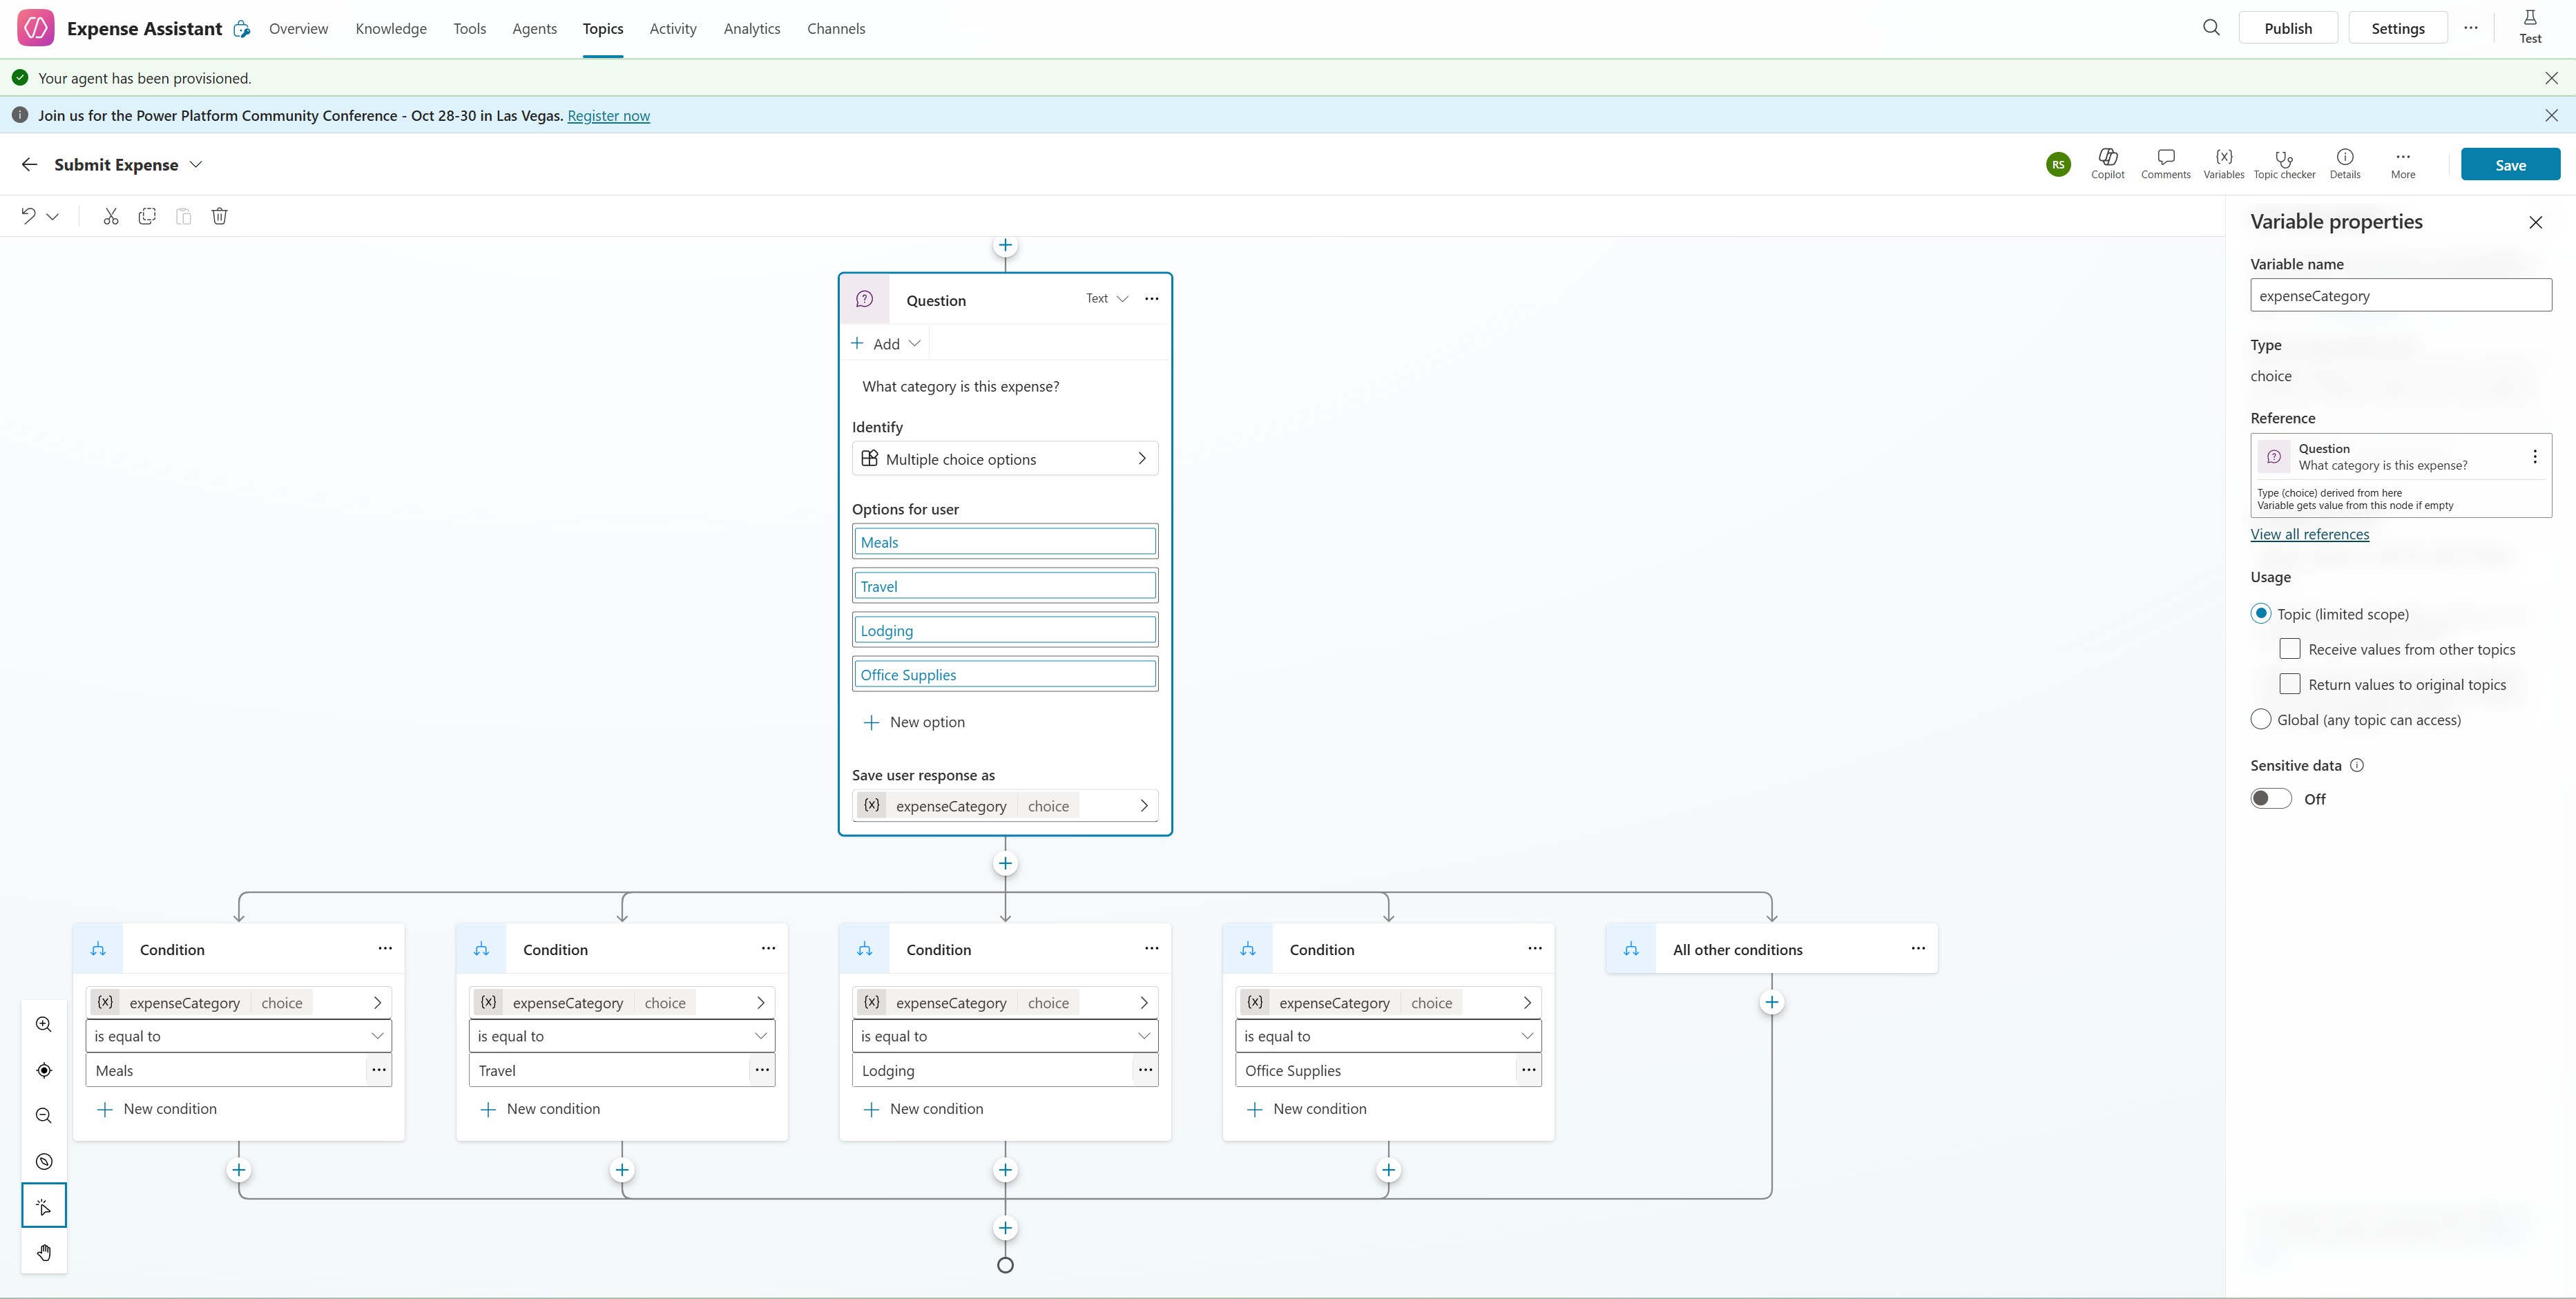 Expense Assistant
Overview
Knowledge
Tools
Agents
Topics
Activity
Analytics
Channels
Publish
Settings
Test
Your agent has been provisioned.
Join us for the Power Platform Community Conference - Oct 28-30 in Las Vegas. Register now
Submit Expense
RS
Copilot
Comments
{x}
Variables
Topic checker
Details
More
Save
Question
Text
Add
What category is this expense?
Identify
Multiple choice options
Options for user
Meals
Travel
Lodging
Office Supplies
New option
Save user response as
{x} expenseCategory choice
Condition
{x} expenseCategory choice
is equal to
Meals
New condition
Condition
{x} expenseCategory choice
is equal to
Travel
New condition
Condition
{x} expenseCategory choice
is equal to
Lodging
New condition
Condition
{x} expenseCategory choice
is equal to
Office Supplies
New condition
All other conditions
Variable properties
Variable name
expenseCategory
Type
choice
Reference
Question
What category is this expense?
Type (choice) derived from here
Variable gets value from this node if empty
View all references
Usage
Topic (limited scope)
Receive values from other topics
Return values to original topics
Global (any topic can access)
Sensitive data
Off